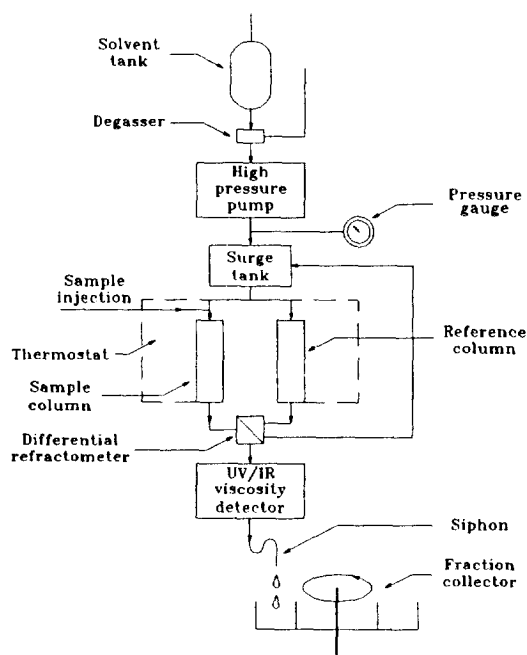 Solvent
tank
Degasser
High
pressure
pump
Pressure
gauge
Surge
tank
Sample
injection
Thermostat
Reference
column
Sample
column
Differential
refractometer
UV/IR
viscosity
detector
Siphon
Fraction
collector